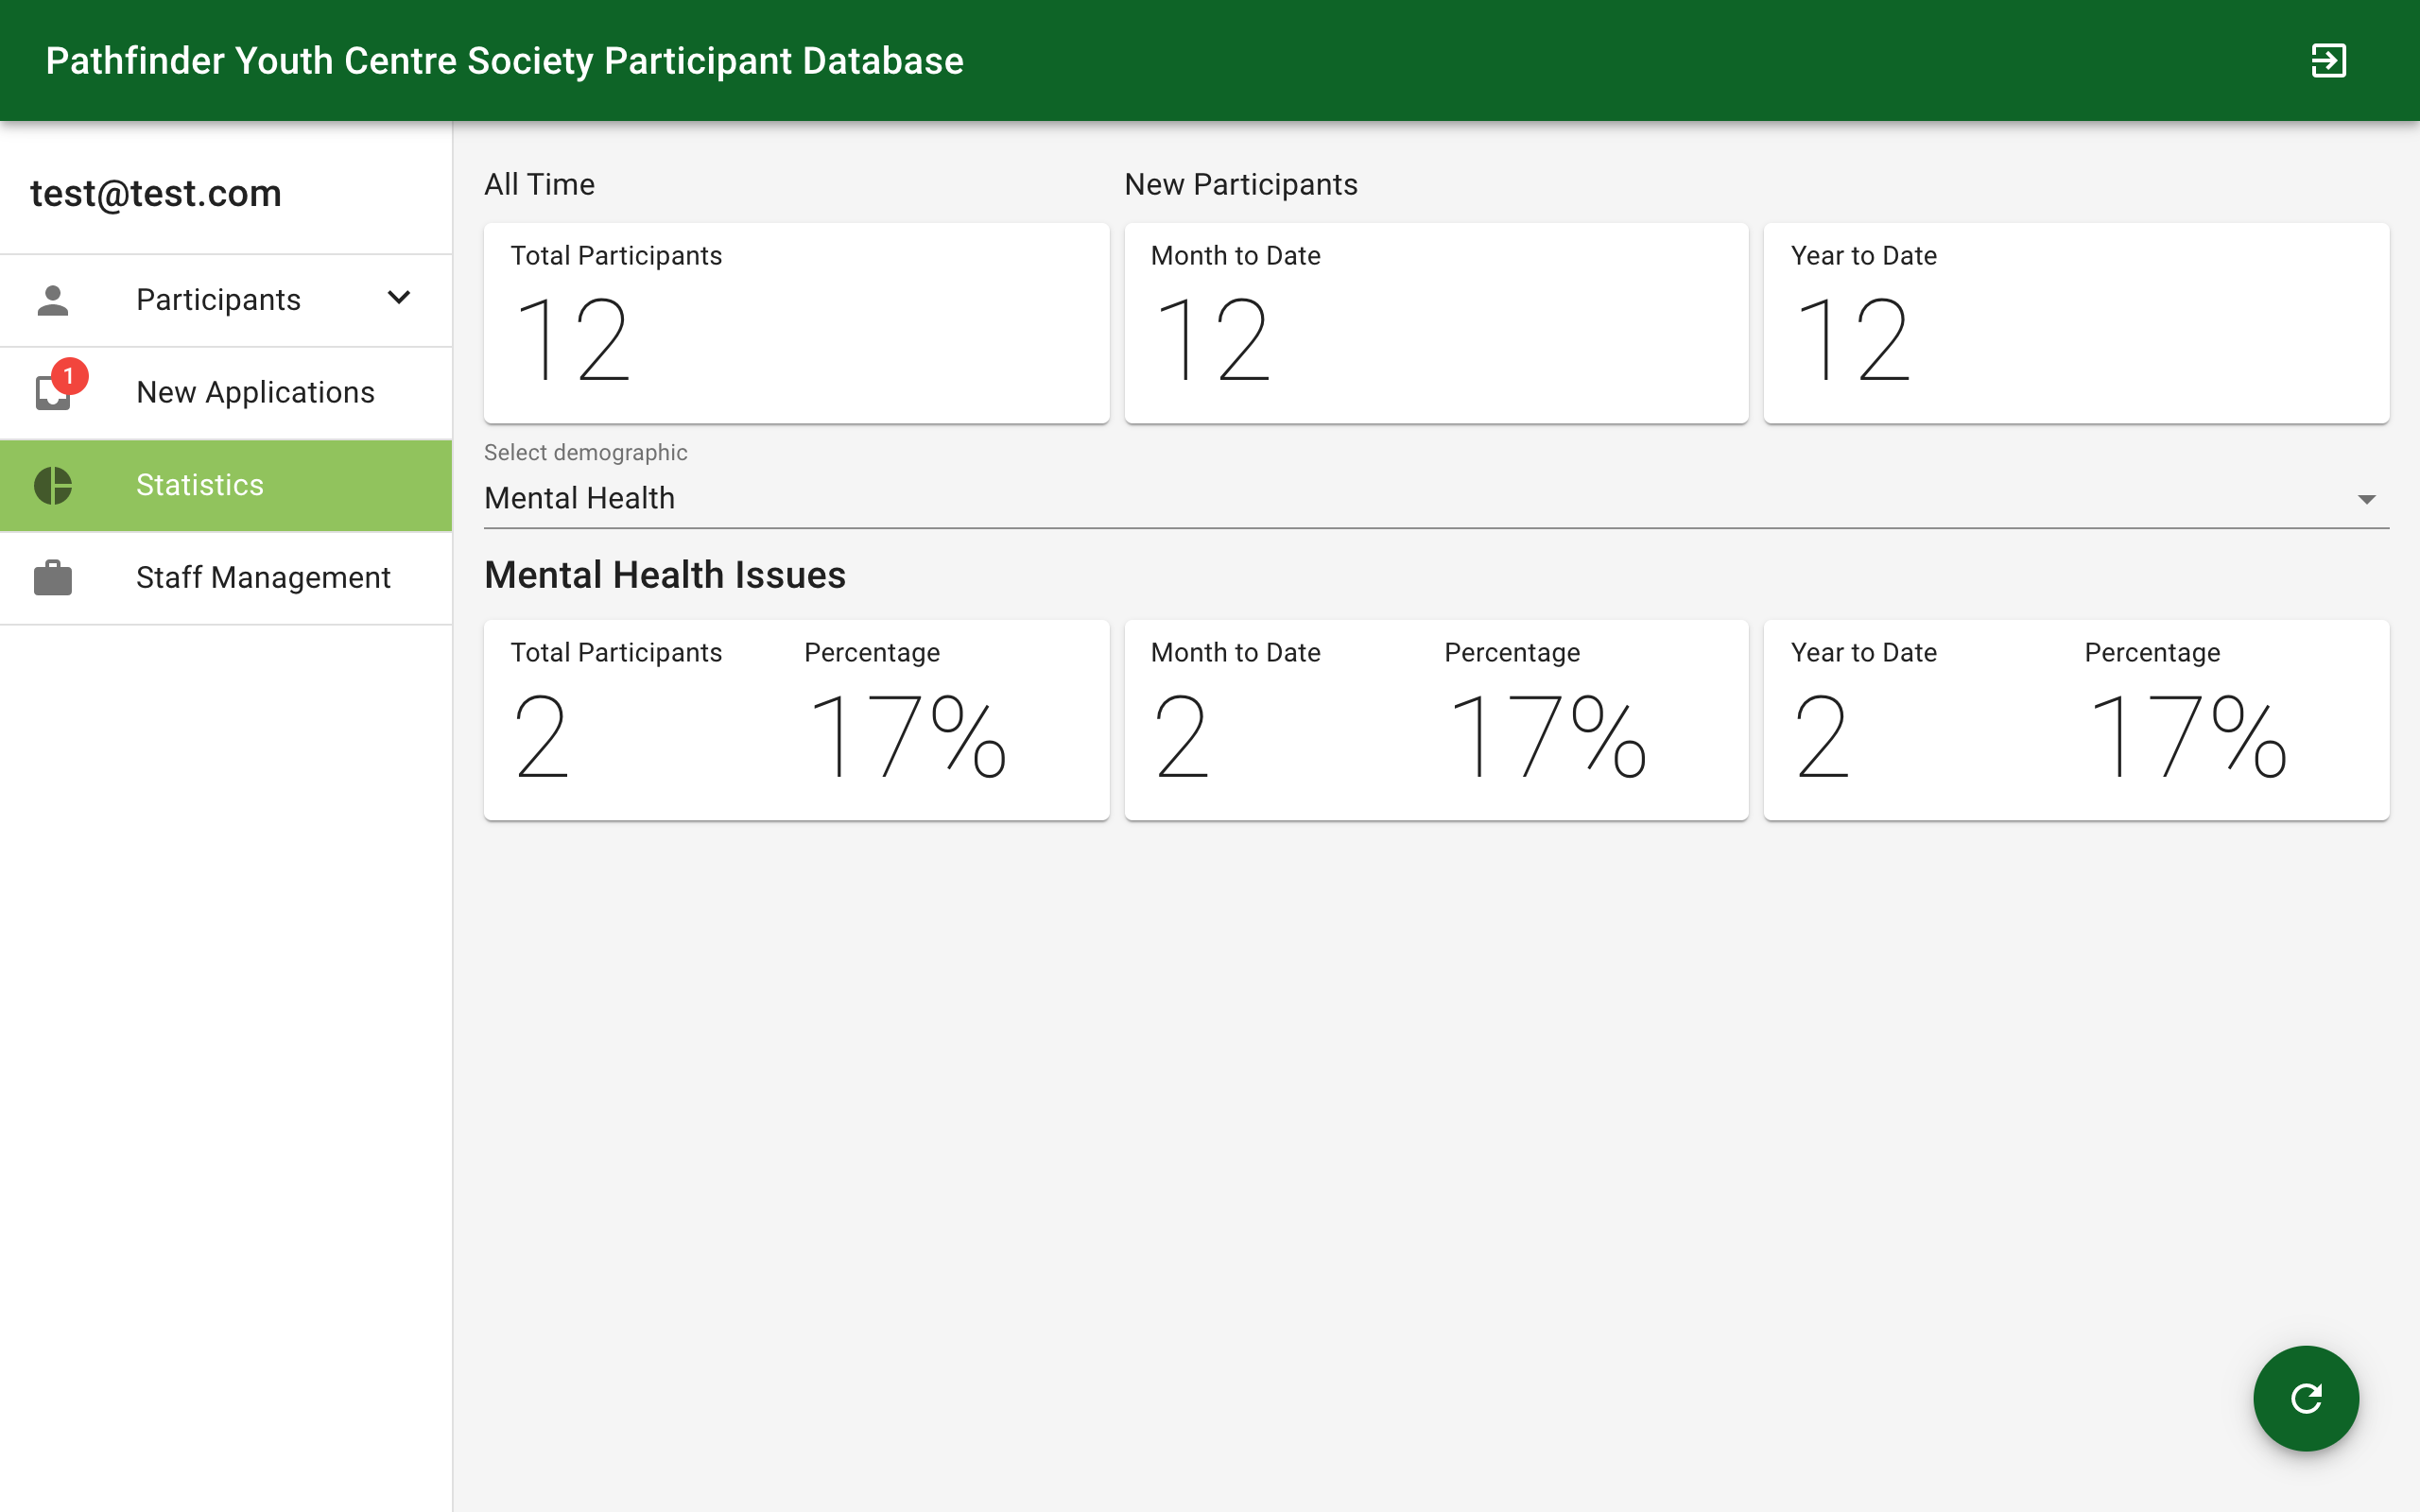 Pathfinder Youth Centre Society Participant Database
test@test.com
Participants
1
New Applications
Statistics
Staff Management
All Time
New Participants
Total Participants
12
Month to Date
12
Year to Date
12
Select demographic
Mental Health
Mental Health Issues
Total Participants Percentage
2 17%
Month to Date Percentage
2 17%
Year to Date Percentage
2 17%